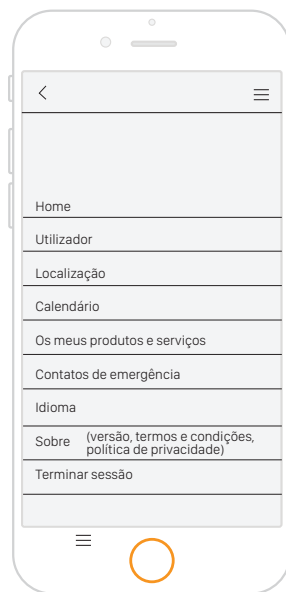 Home
Utilizador
Localização
Calendário
Os meus produtos e serviços
Contatos de emergência
Idioma
Sobre (versão, termos e condições,
política de privacidade)
Terminar sessão